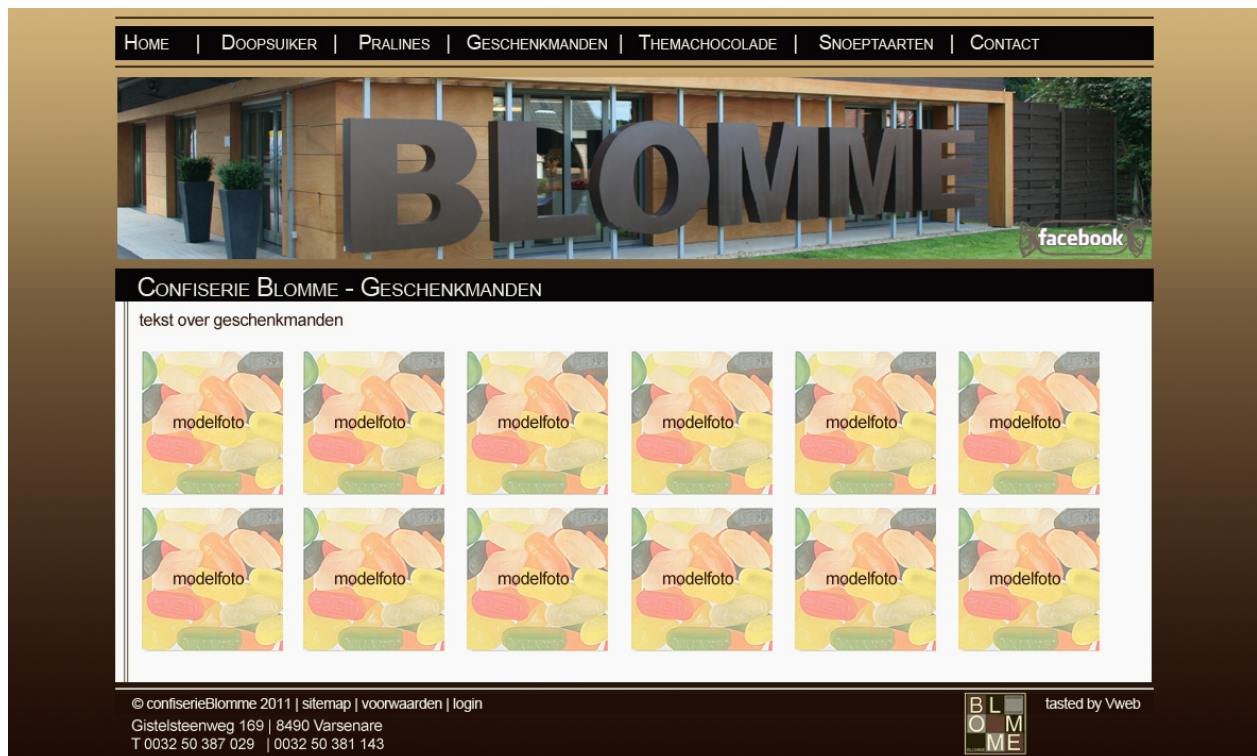 Home | Doopsuiker | Pralines | Geschenkmanden | Themachocolade | Snoeptaarten | Contact
BLOMME
facebook
Confiserie Blomme - Geschenkmanden
tekst over geschenkmanden
modelfoto modelfoto modelfoto modelfoto modelfoto modelfoto
modelfoto modelfoto modelfoto modelfoto modelfoto modelfoto
© confiserieBlomme 2011 | sitemap | voorwaarden | login
Gistelsteenweg 169 | 8490 Varsenare
T 0032 50 387 029 | 0032 50 381 143
BL
O M
ME
tasted by Vweb